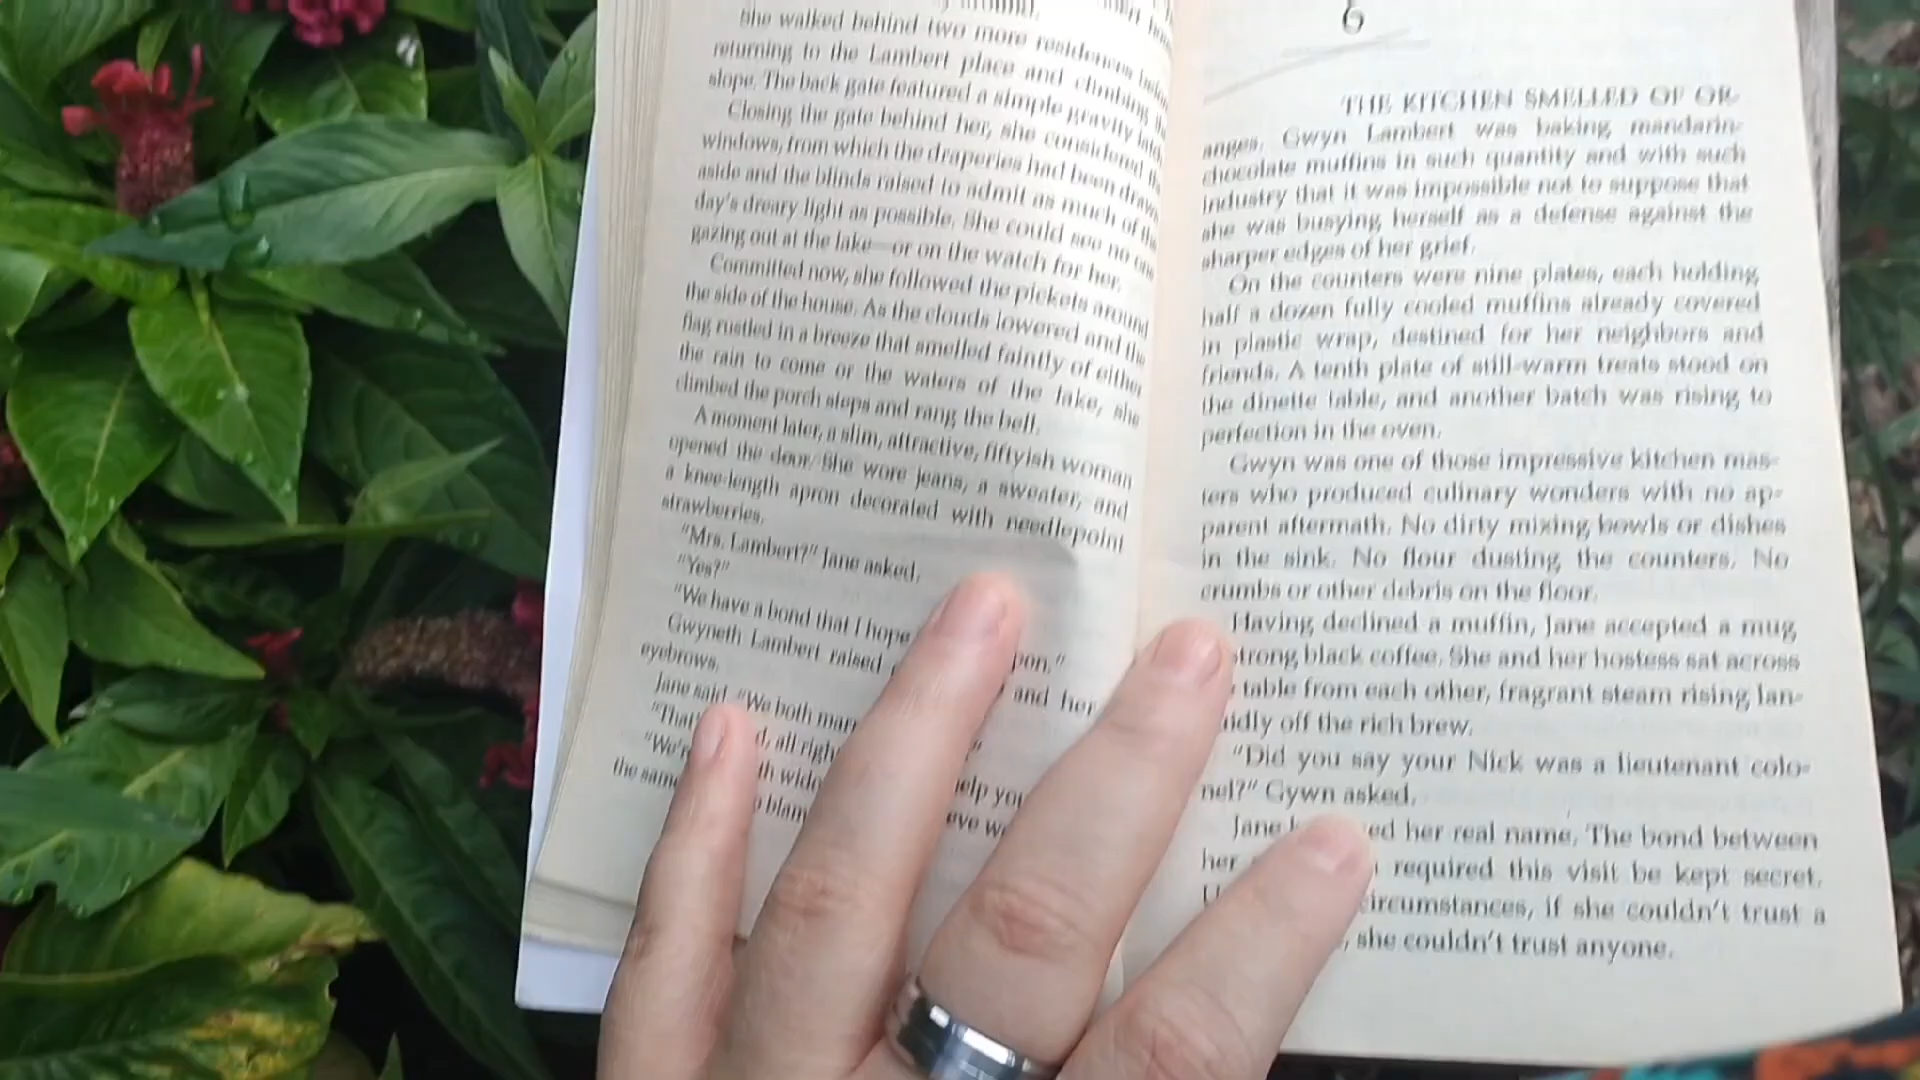 She walked behind two more residences before
returning to the Lambert place and climbing the
slope. The back gate featured a simple gravity latch.
Closing the gate behind her, she considered the
windows, from which the draperies had been drawn
aside and the blinds raised to admit as much of the
day's dreary light as possible. She could see no one
gazing out at the lake—or on the watch for her.
Committed now, she followed the pickets around
the side of the house. As the clouds lowered and the
flag rustled in a breeze that smelled faintly of either
the rain to come or the waters of the lake, she
climbed the porch steps and rang the bell.
A moment later, a slim, attractive, fiftyish woman
opened the door. She wore jeans, a sweater, and
a knee-length apron decorated with needlepoint
strawberries.
"Mrs. Lambert?" Jane asked.
"Yes?"
"We have a bond that I hope
Gwyneth Lambert raised and her
eyebrows.
Jane said, "We both
all
"We're
the same
6
THE KITCHEN SMELLED OF OR-
anges. Gwyn Lambert was baking mandarin-
chocolate muffins in such quantity and with such
industry that it was impossible not to suppose that
she was busying herself as a defense against the
sharper edges of her grief.
On the counters were nine plates, each holding
half a dozen fully cooled muffins already covered
in plastic wrap, destined for her neighbors and
friends. A tenth plate of still-warm treats stood on
the dinette table, and another batch was rising to
perfection in the oven.
Gwyn was one of those impressive kitchen mas-
ters who produced culinary wonders with no ap-
parent aftermath. No dirty mixing bowls or dishes
in the sink. No flour dusting the counters. No
crumbs or other debris on the floor.
Having declined a muffin, Jane accepted a mug
strong black coffee. She and her hostess sat across
table from each other, fragrant steam rising lan-
uidly off the rich brew.
"Did you say your Nick was a lieutenant colo-
nel?" Gywn asked.
Jane her real name. The bond between
her required this visit be kept secret.
circumstances, if she couldn't trust a
she couldn't trust anyone.